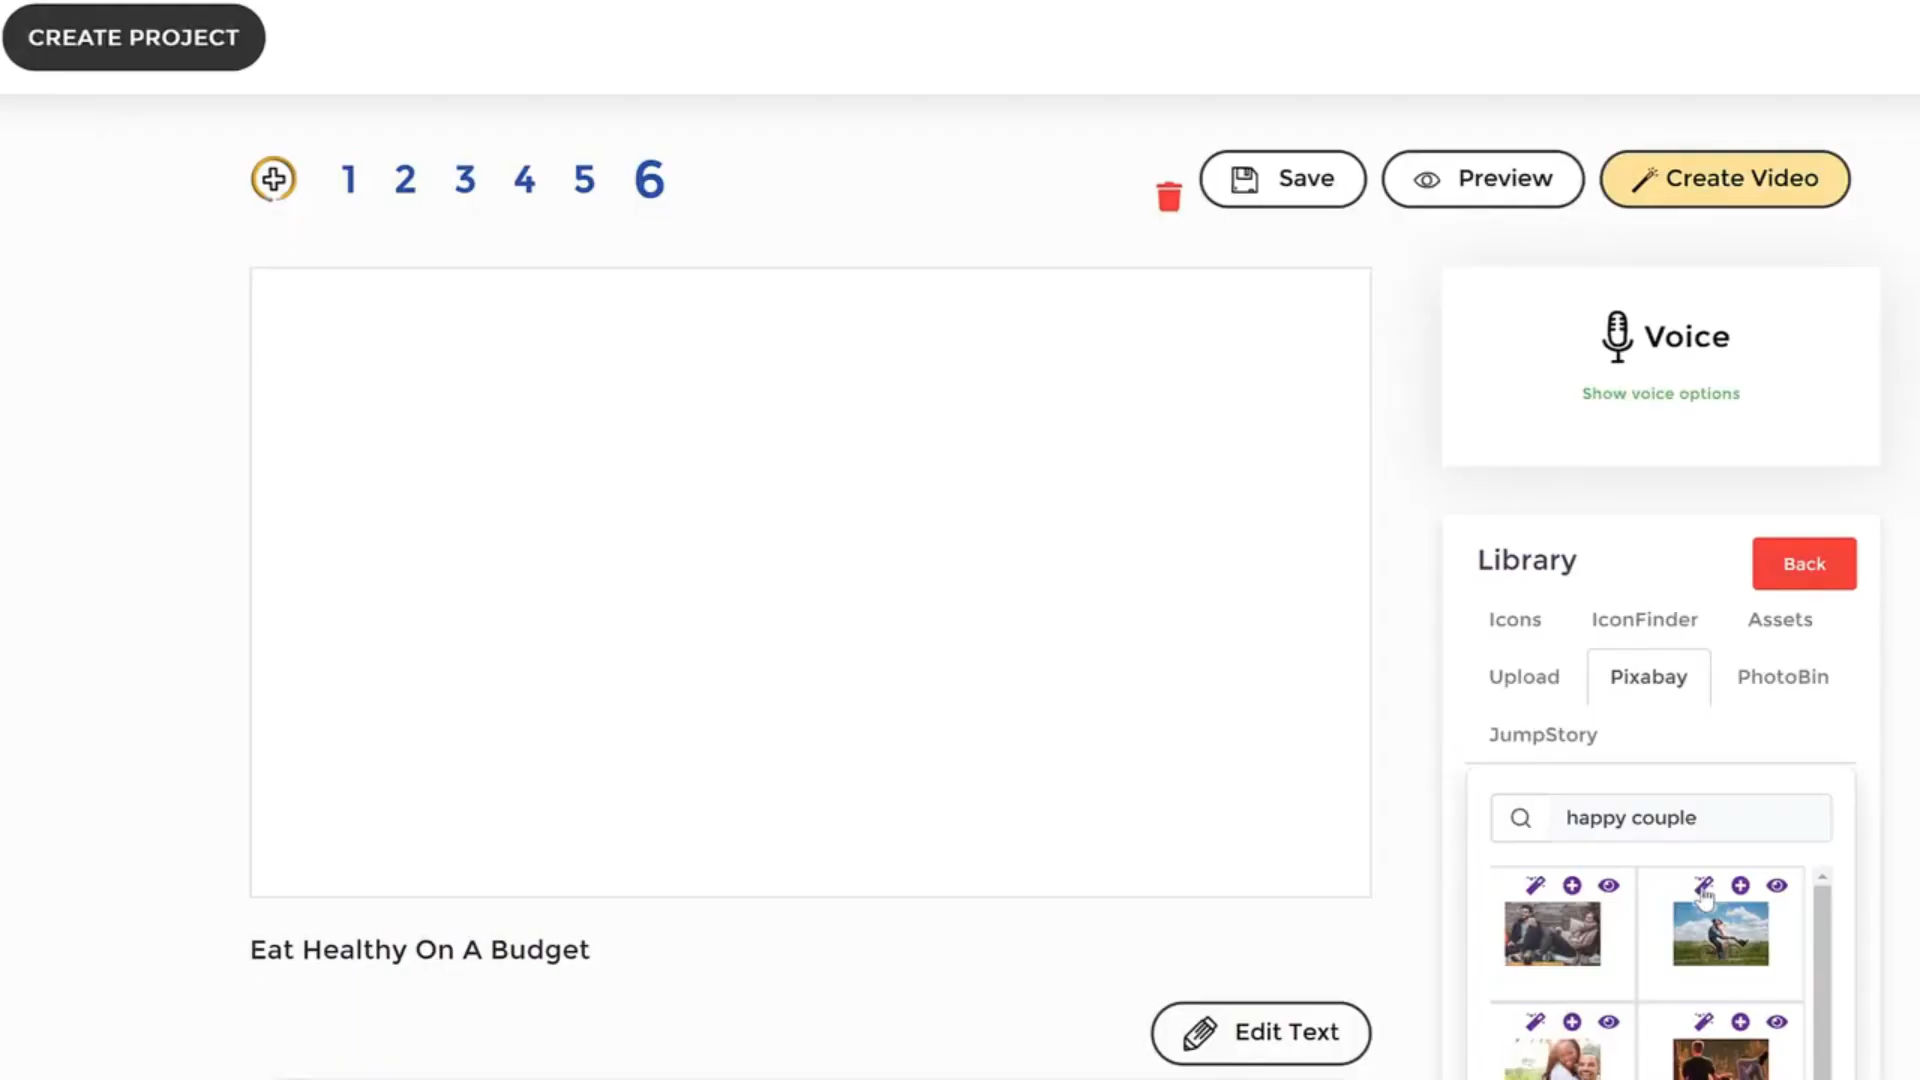 CREATE PROJECT
1 2 3 4 5 6
Save
Preview
Create Video
Voice
Show voice options
Library
Back
Icons
IconFinder
Assets
Upload
Pixabay
PhotoBin
JumpStory
happy couple
Eat Healthy On A Budget
Edit Text